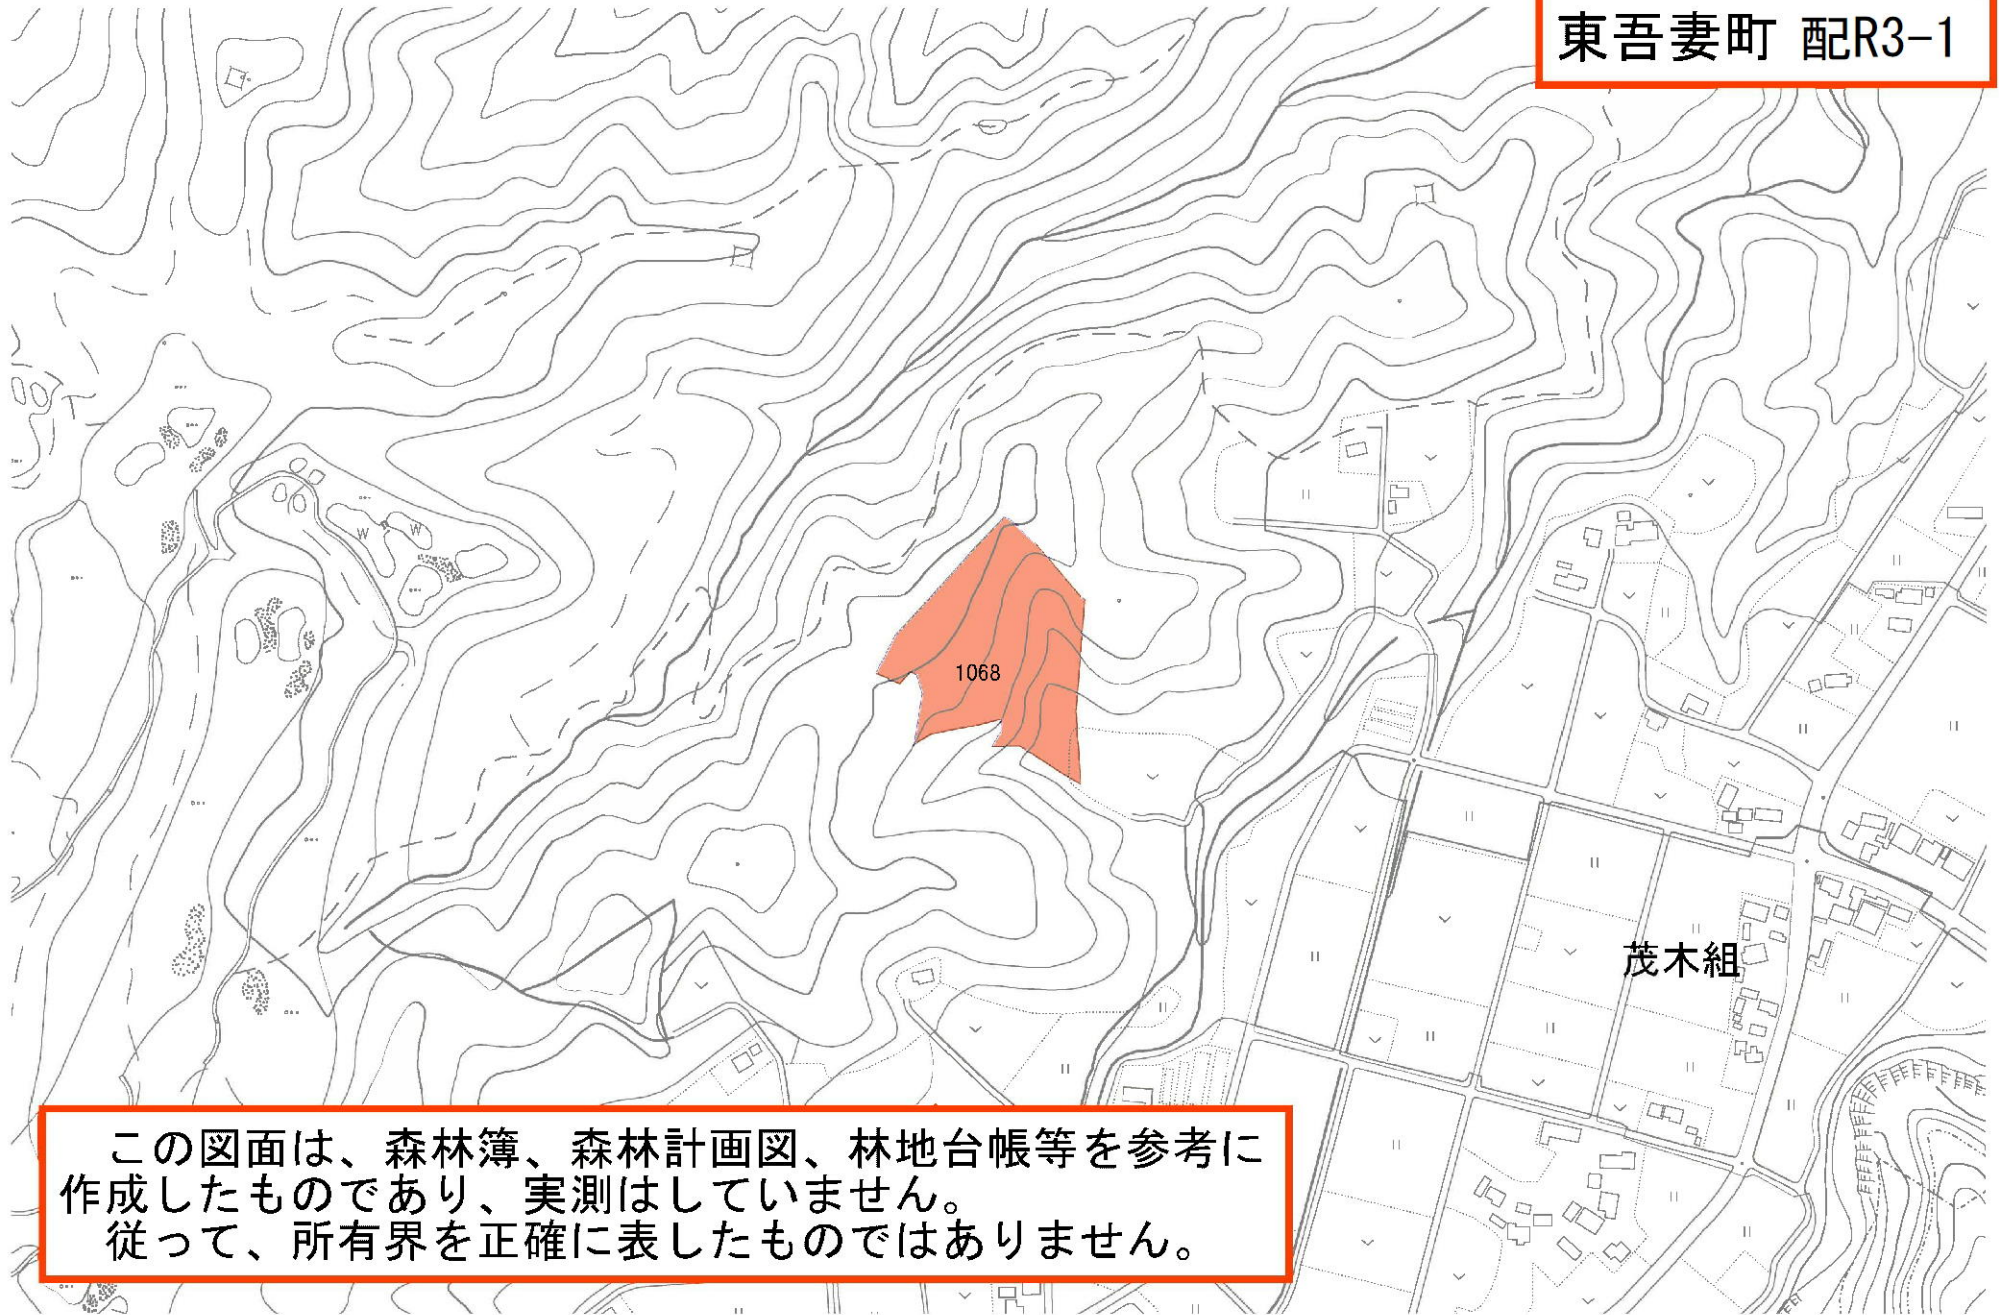 東吾妻町 配R3-1
W W
1068
茂木組
この図面は、森林簿、森林計画図、林地台帳等を参考に
作成したものであり、実測はしていません。
従って、所有界を正確に表したものではありません。